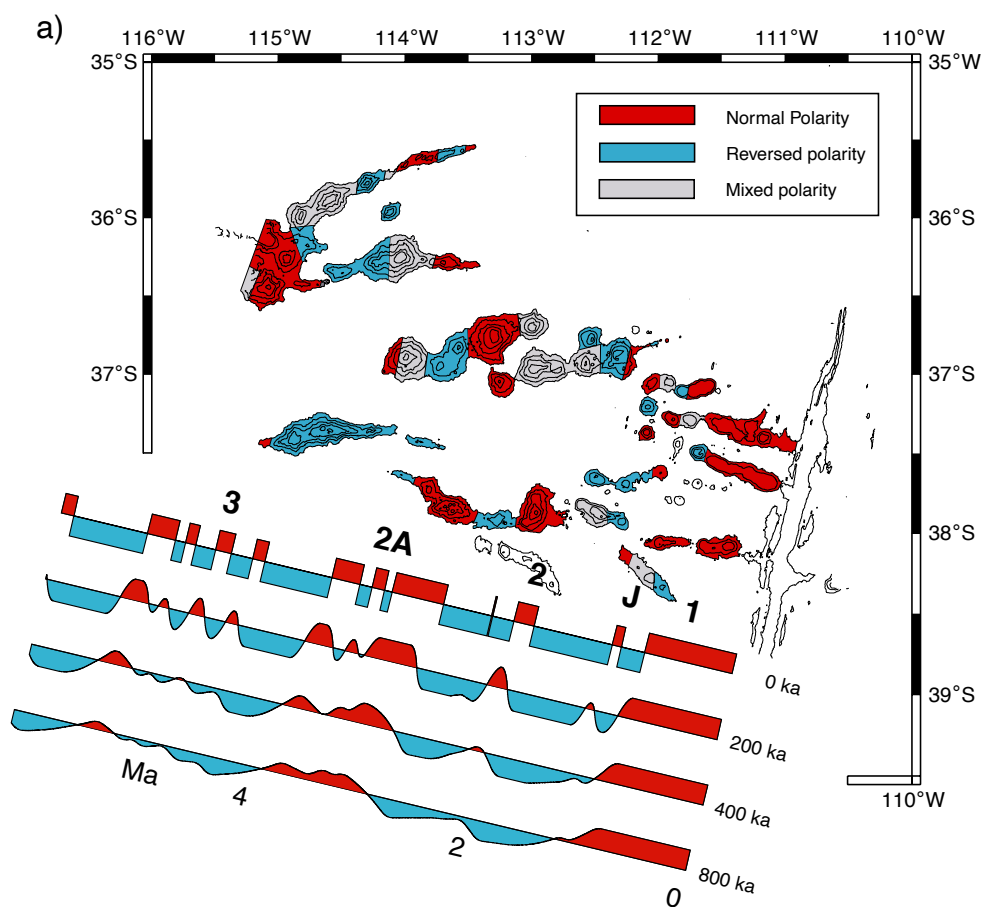 a)
116°W 115°W 114°W 113°W 112°W 111°W 110°W
35°S 35°W
Normal Polarity
Reversed polarity
Mixed polarity
36°S 36°S
37°S 37°S
38°S
3
2A
2
J
1
0 ka
39°S
200 ka
400 ka
110°W
800 ka
Ma
4
2
0